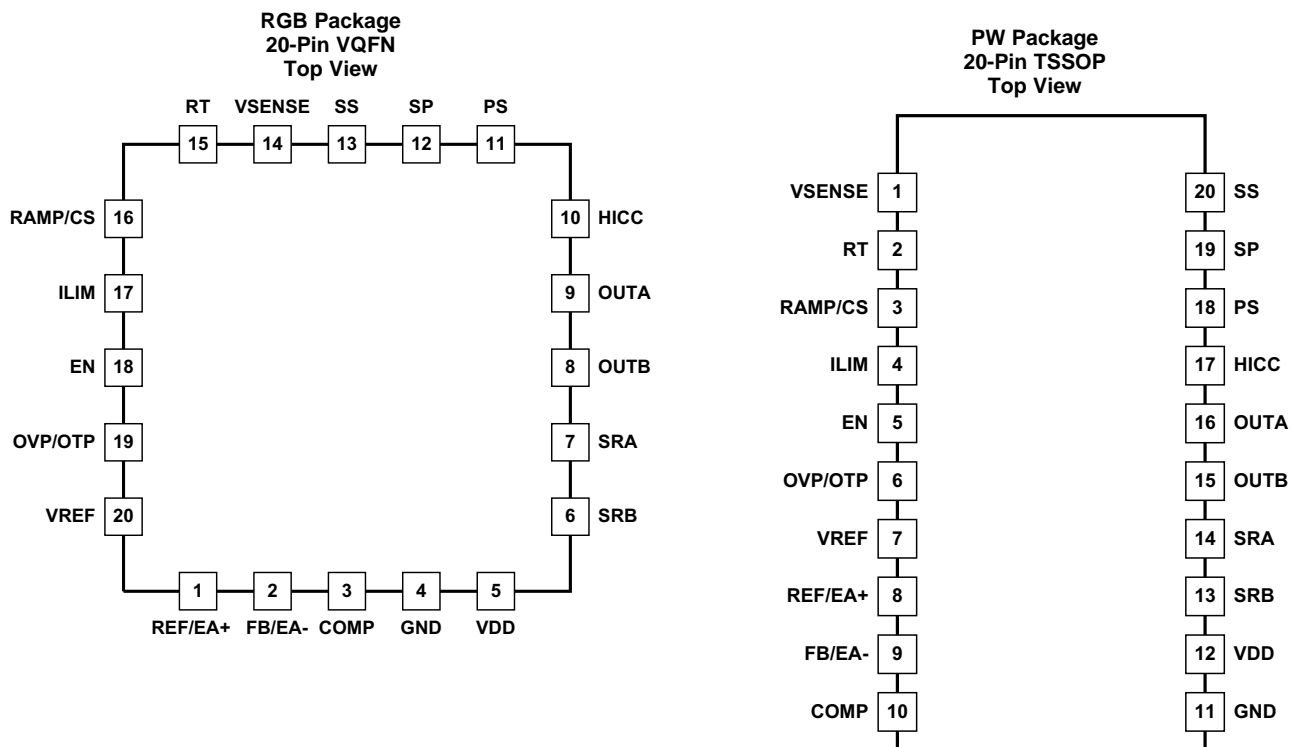 RGB Package
20-Pin VQFN
Top View
RT VSENSE SS SP PS
15 14 13 12 11
RAMP/CS 16
10 HICC
ILIM 17
9 OUTA
EN 18
8 OUTB
OVP/OTP 19
7 SRA
VREF 20
6 SRB
1 2 3 4 5
REF/EA+ FB/EA- COMP GND VDD
PW Package
20-Pin TSSOP
Top View
VSENSE 1
20 SS
RT 2
19 SP
RAMP/CS 3
18 PS
ILIM 4
17 HICC
EN 5
16 OUTA
OVP/OTP 6
15 OUTB
VREF 7
14 SRA
REF/EA+ 8
13 SRB
FB/EA- 9
12 VDD
COMP 10
11 GND